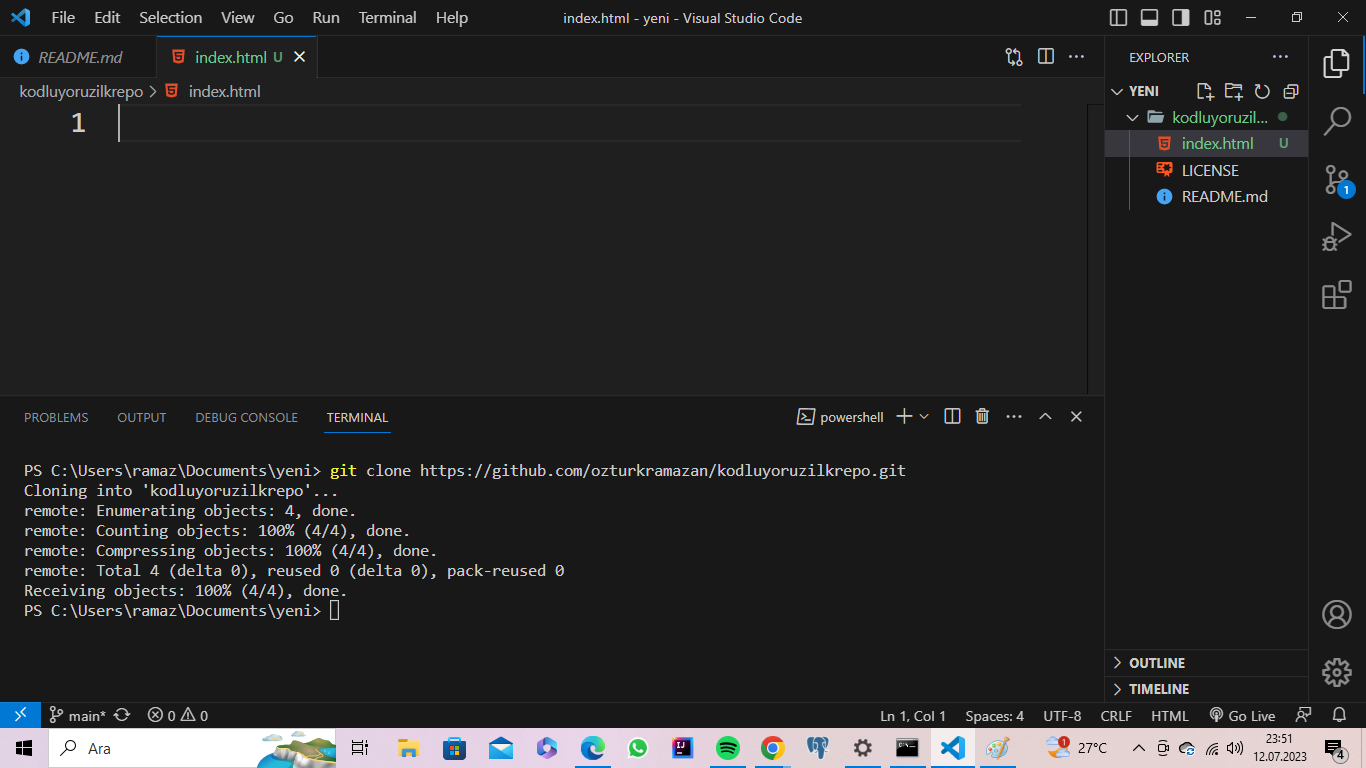 File Edit Selection View Go Run Terminal Help index.html - yeni - Visual Studio Code
README.md index.html U
kodluyoruzilkrepo > index.html
1
EXPLORER
YENI
kodluyoruzil...
index.html U
LICENSE
README.md
1
PROBLEMS OUTPUT DEBUG CONSOLE TERMINAL powershell
PS C:\Users\ramaz\Documents\yeni> git clone https://github.com/ozturkramazan/kodluyoruzilkrepo.git
Cloning into 'kodluyoruzilkrepo'...
remote: Enumerating objects: 4, done.
remote: Counting objects: 100% (4/4), done.
remote: Compressing objects: 100% (4/4), done.
remote: Total 4 (delta 0), reused 0 (delta 0), pack-reused 0
Receiving objects: 100% (4/4), done.
PS C:\Users\ramaz\Documents\yeni>
OUTLINE
TIMELINE
main* 0 0 Ln 1, Col 1 Spaces: 4 UTF-8 CRLF HTML Go Live
Ara 1 27°C 23:51
12.07.2023 4